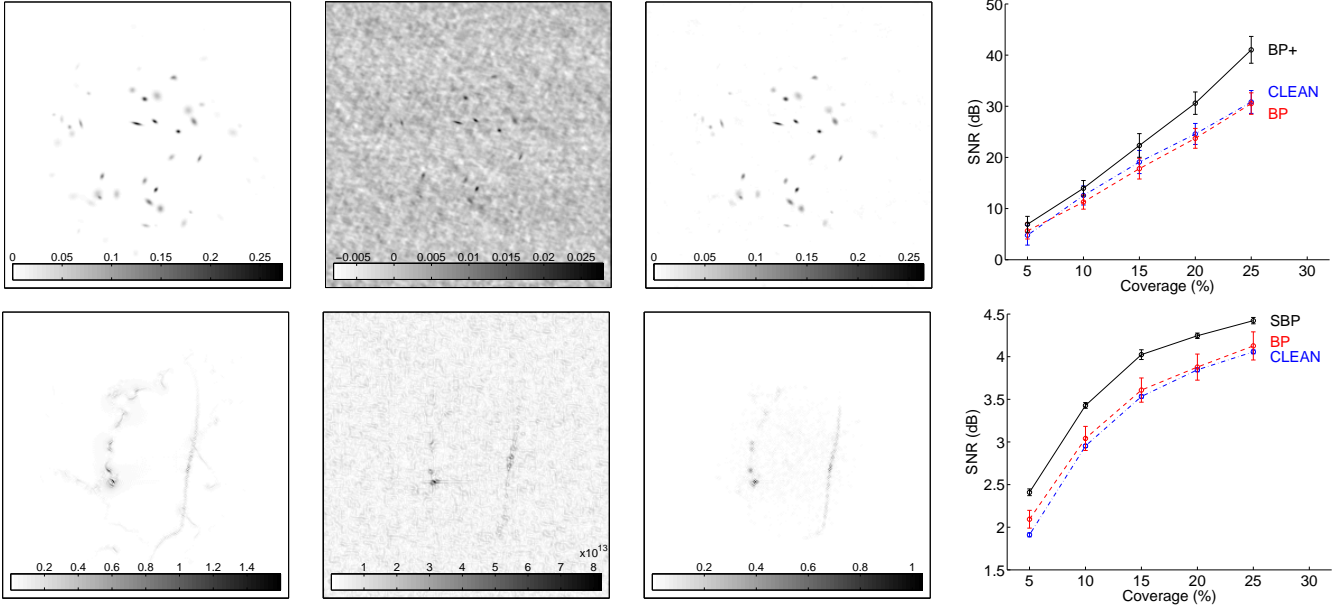 0 0.05 0.1 0.15 0.2 0.25
−0.005 0 0.005 0.01 0.015 0.02 0.025
0 0.05 0.1 0.15 0.2 0.25
50
40
30
20
10
0
SNR (dB)
BP+
CLEAN
BP
5 10 15 20 25 30
Coverage (%)
0.2 0.4 0.6 0.8 1 1.2 1.4
x10^13
1 2 3 4 5 6 7 8
0 0.2 0.4 0.6 0.8 1
4.5
4
3.5
3
2.5
2
1.5
SNR (dB)
SBP
BP
CLEAN
5 10 15 20 25 30
Coverage (%)